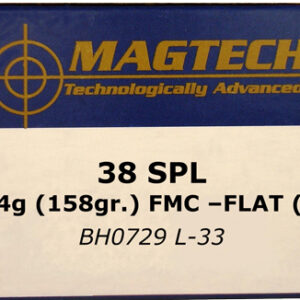 MAGTECH
Technologically Advanced
38 SPL
4g (158gr.) FMC –FLAT (
BH0729 L-33